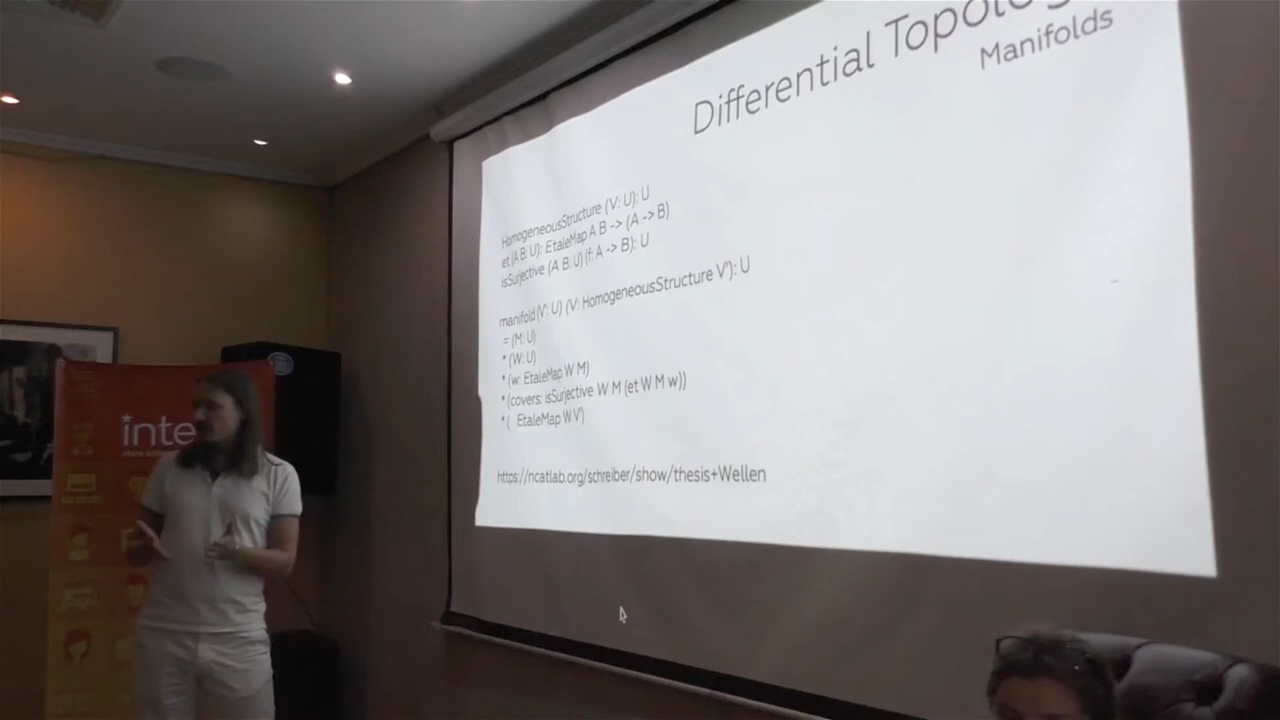 Differential Topolog
Manifolds
HomogeneousStructure (V: U): U
et (A B: U): EtaleMap A B -> (A -> B)
isSurjective (A B: U) (f: A -> B): U
manifold (V': U) (V: HomogeneousStructure V'): U
= (M: U)
* (W: U)
* (w: EtaleMap W M)
* (covers: isSurjective W M (et W M w))
* ( EtaleMap W V')
https://ncatlab.org/schreiber/show/thesis+Wellen
inte